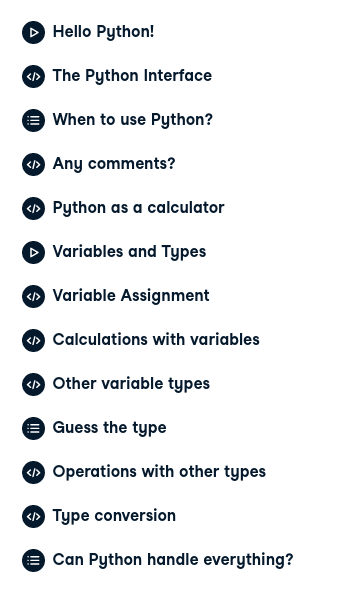 Hello Python!
The Python Interface
When to use Python?
Any comments?
Python as a calculator
Variables and Types
Variable Assignment
Calculations with variables
Other variable types
Guess the type
Operations with other types
Type conversion
Can Python handle everything?